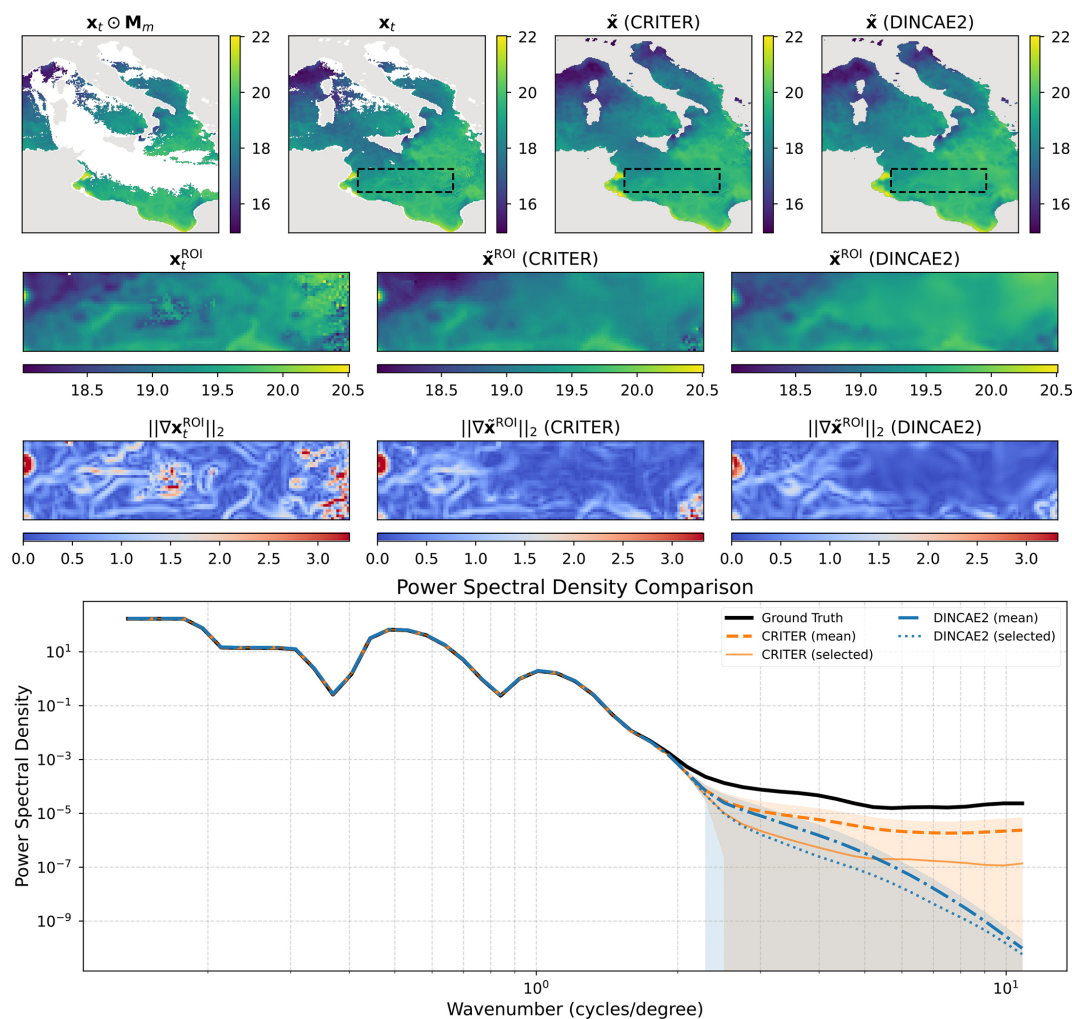 x_t ⊙ M_m
x_t
x̃ (CRITER)
x̃ (DINCAE2)
22
20
18
16
22
20
18
16
22
20
18
16
22
20
18
16
x_t^ROI
x̃^ROI (CRITER)
x̃^ROI (DINCAE2)
18.5 19.0 19.5 20.0 20.5
18.5 19.0 19.5 20.0 20.5
18.5 19.0 19.5 20.0 20.5
||∇x_t^ROI||_2
||∇x̃^ROI||_2 (CRITER)
||∇x̃^ROI||_2 (DINCAE2)
0.0 0.5 1.0 1.5 2.0 2.5 3.0
0.0 0.5 1.0 1.5 2.0 2.5 3.0
0.0 0.5 1.0 1.5 2.0 2.5 3.0
Power Spectral Density Comparison
Ground Truth
CRITER (mean)
CRITER (selected)
DINCAE2 (mean)
DINCAE2 (selected)
Power Spectral Density
10^1
10^−1
10^−3
10^−5
10^−7
10^−9
10^0
10^1
Wavenumber (cycles/degree)